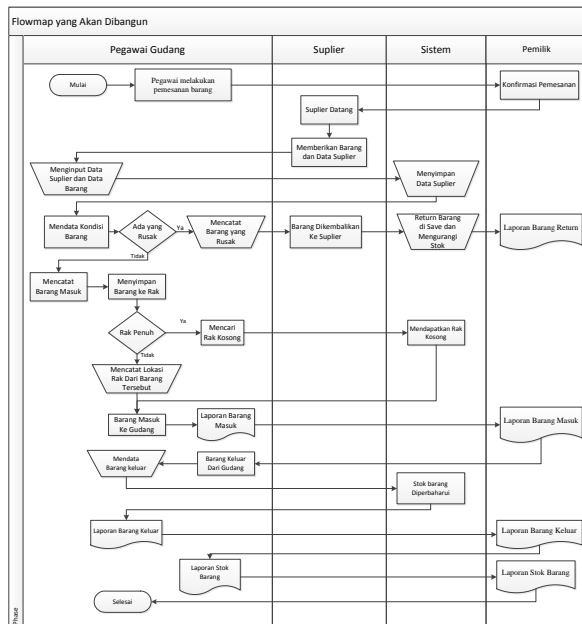 Flowmap yang Akan Dibangun
Pegawai Gudang
Suplier
Sistem
Pemilik
Mulai
Pegawai melakukan
pemesanan barang
Konfirmasi Pemesanan
Suplier Datang
Memberikan Barang
dan Data Suplier
Menginput Data
Suplier dan Data
Barang
Menyimpan
Data Suplier
Mendata Kondisi
Barang
Ada yang
Rusak
Ya
Mencatat
Barang yang
Rusak
Barang Dikembalikan
Ke Suplier
Return Barang
di Save dan
Mengurangi
Stok
Laporan Barang Return
Tidak
Mencatat
Barang Masuk
Menyimpan
Barang ke Rak
Rak Penuh
Ya
Mencari
Rak Kosong
Mendapatkan Rak
Kosong
Tidak
Mencatat Lokasi
Rak Dari Barang
Tersebut
Barang Masuk
Ke Gudang
Laporan Barang
Masuk
Laporan Barang Masuk
Mendata
Barang keluar
Barang Keluar
Dari Gudang
Stok barang
Diperbaharui
Laporan Barang Keluar
Laporan Barang Keluar
Laporan Stok
Barang
Laporan Stok Barang
Selesai
Phase